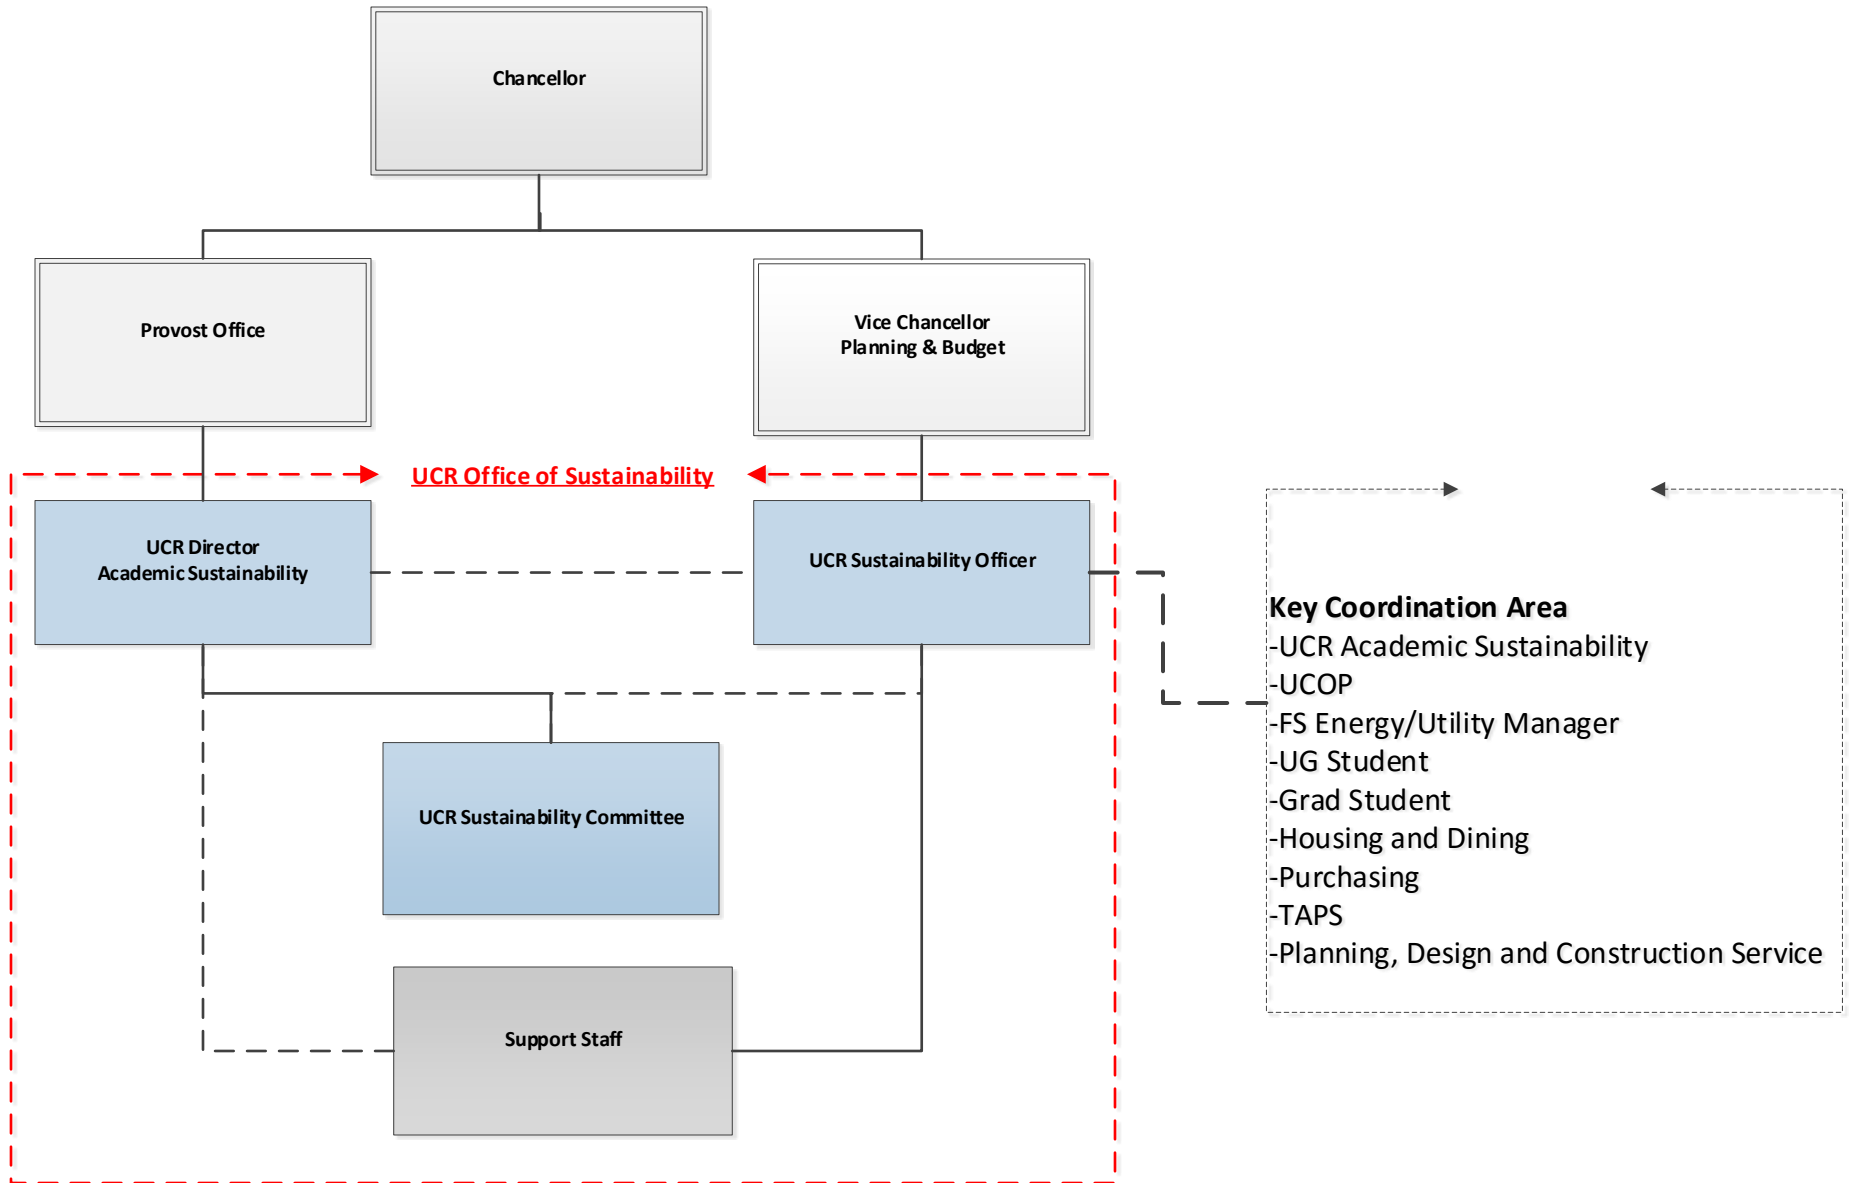 Chancellor
Provost Office
Vice Chancellor
Planning & Budget
UCR Office of Sustainability
UCR Director
Academic Sustainability
UCR Sustainability Officer
Key Coordination Area
-UCR Academic Sustainability
-UCOP
-FS Energy/Utility Manager
-UG Student
-Grad Student
-Housing and Dining
-Purchasing
-TAPS
-Planning, Design and Construction Service
UCR Sustainability Committee
Support Staff